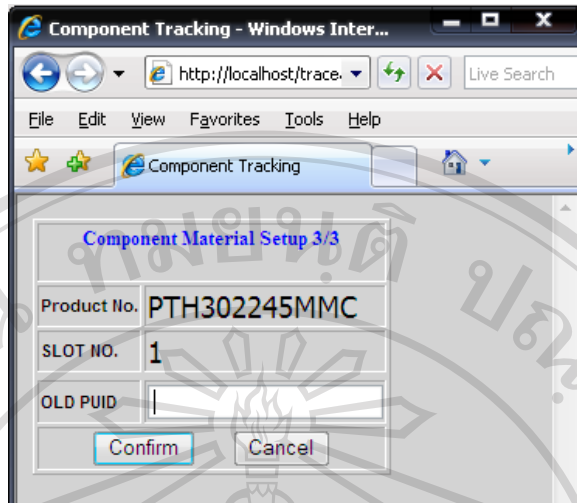 Component Tracking - Windows Inter...
http://localhost/trace
Live Search
File Edit View Favorites Tools Help
Component Tracking
Component Material Setup 3/3
Product No. PTH302245MMC
SLOT NO. 1
OLD PUID
Confirm Cancel